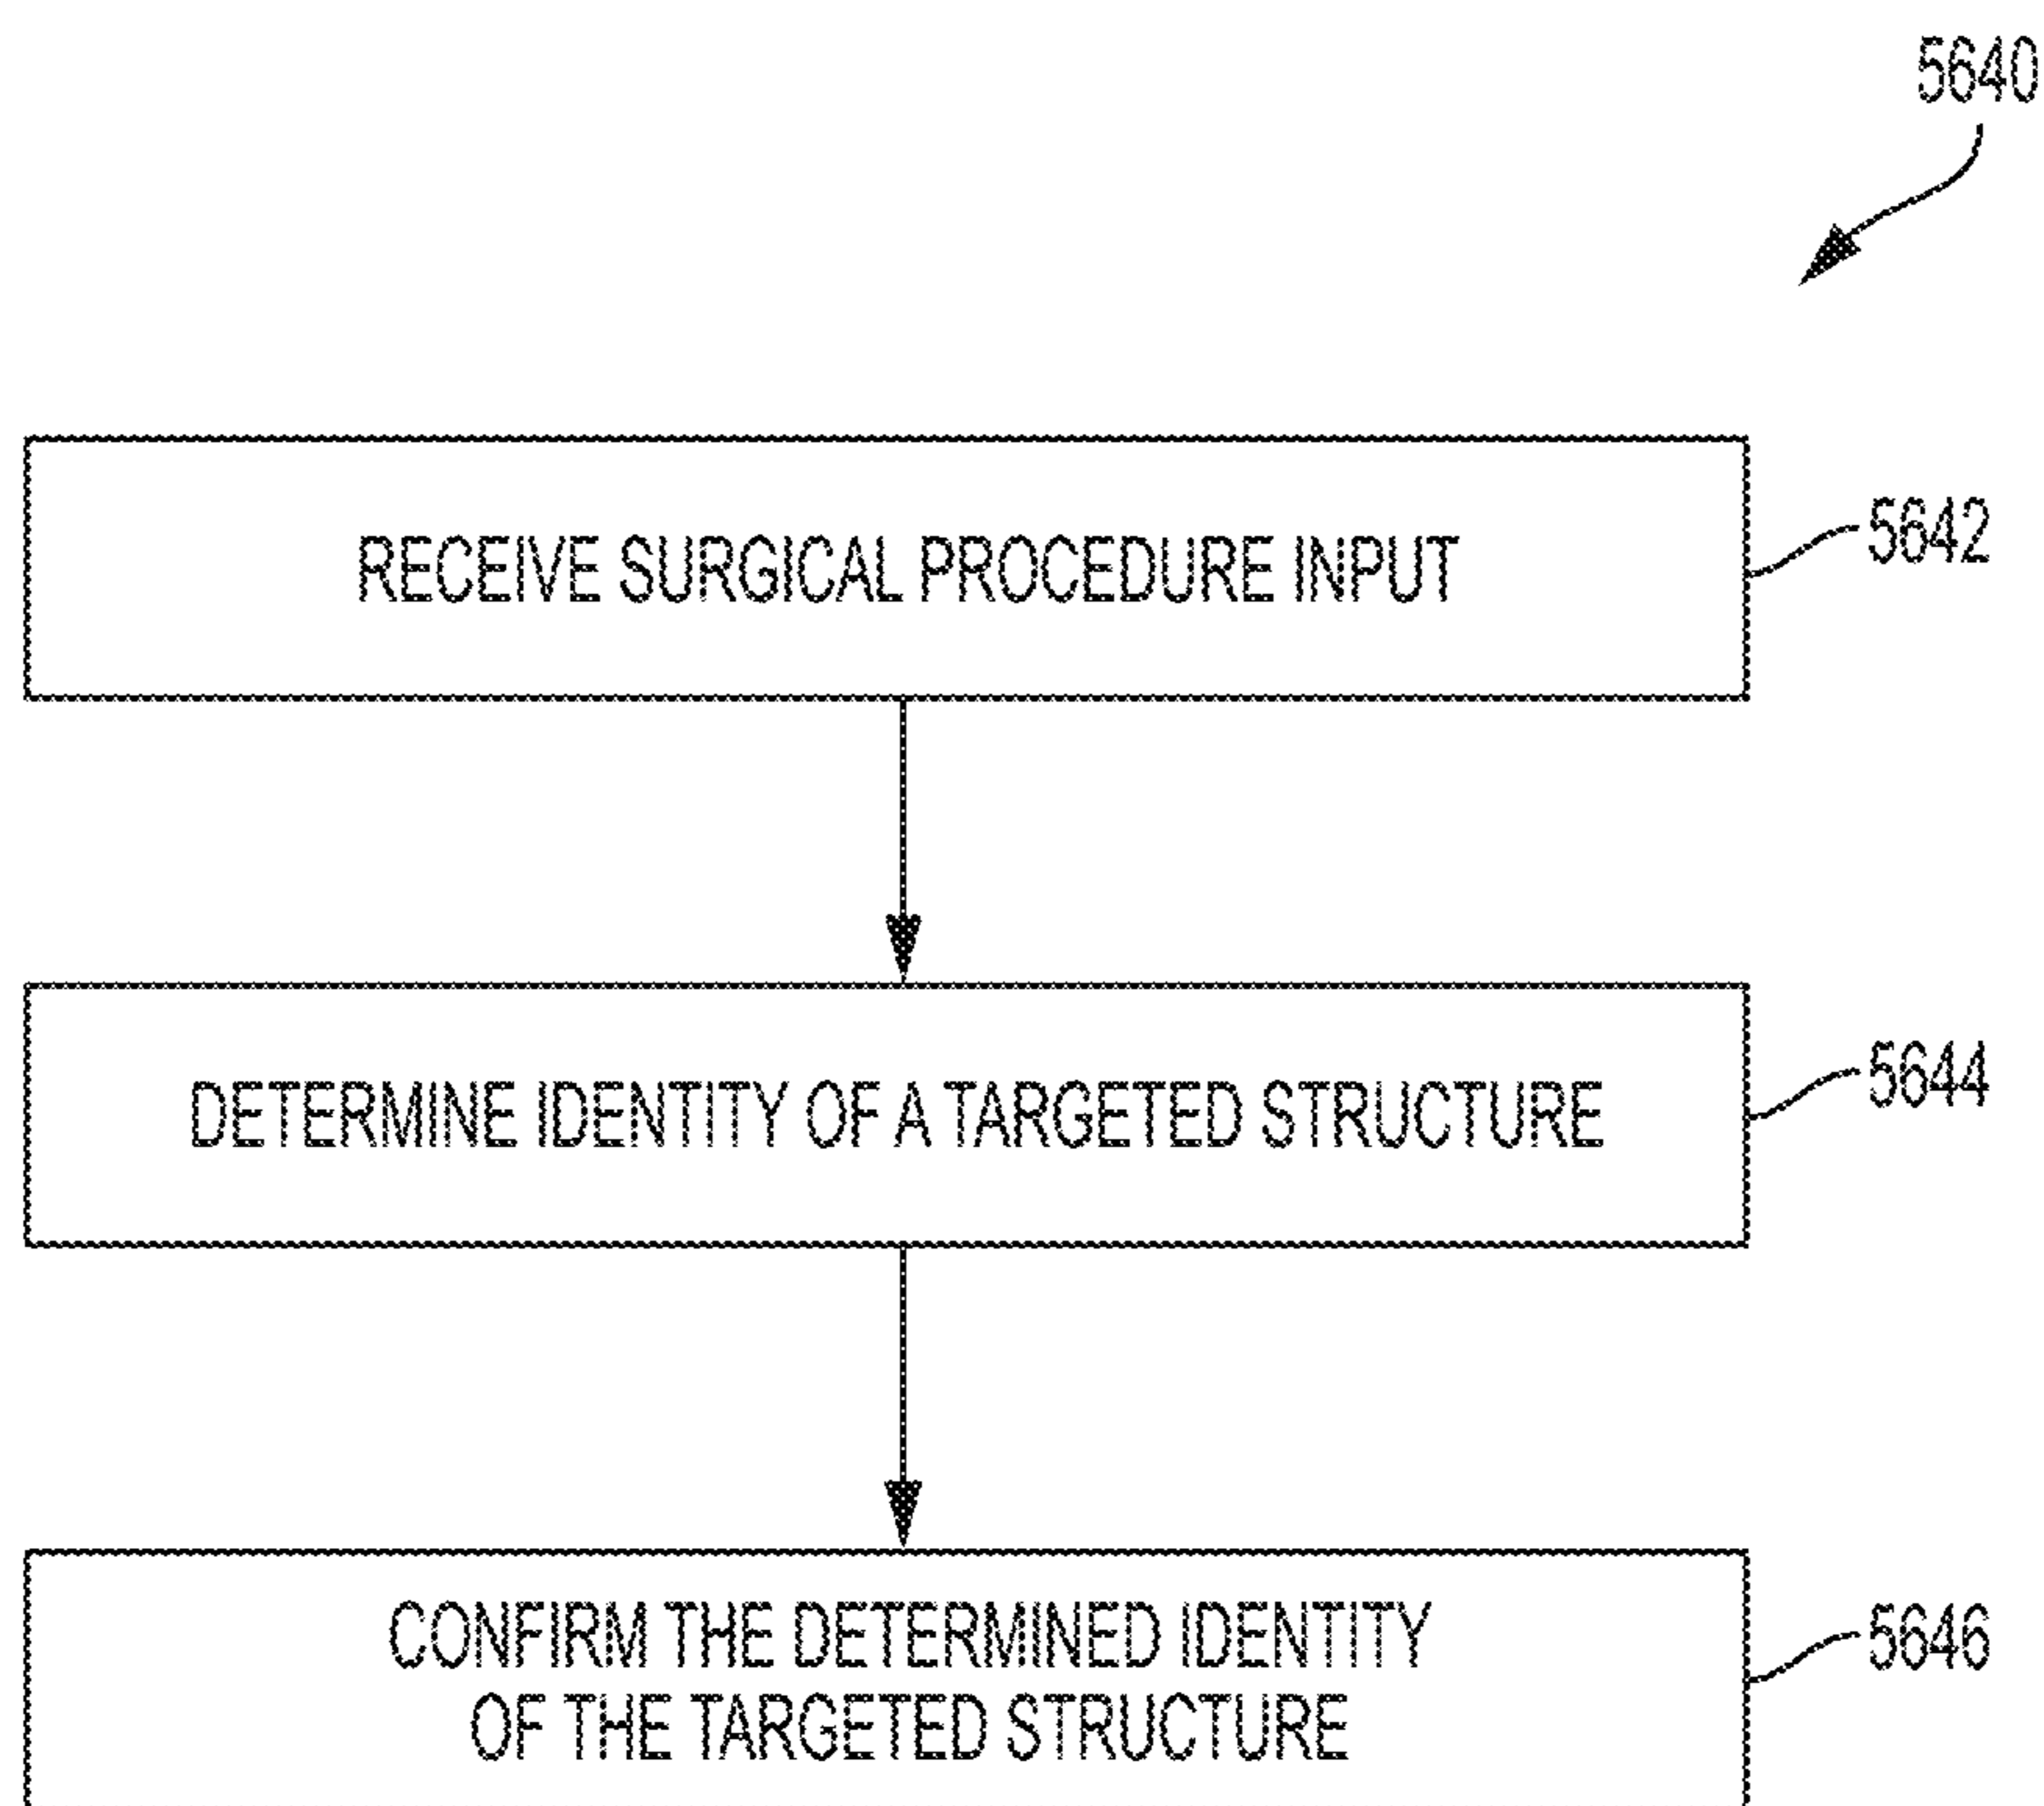 5640
RECEIVE SURGICAL PROCEDURE INPUT
5642
DETERMINE IDENTITY OF A TARGETED STRUCTURE
5644
CONFIRM THE DETERMINED IDENTITY
OF THE TARGETED STRUCTURE
5646